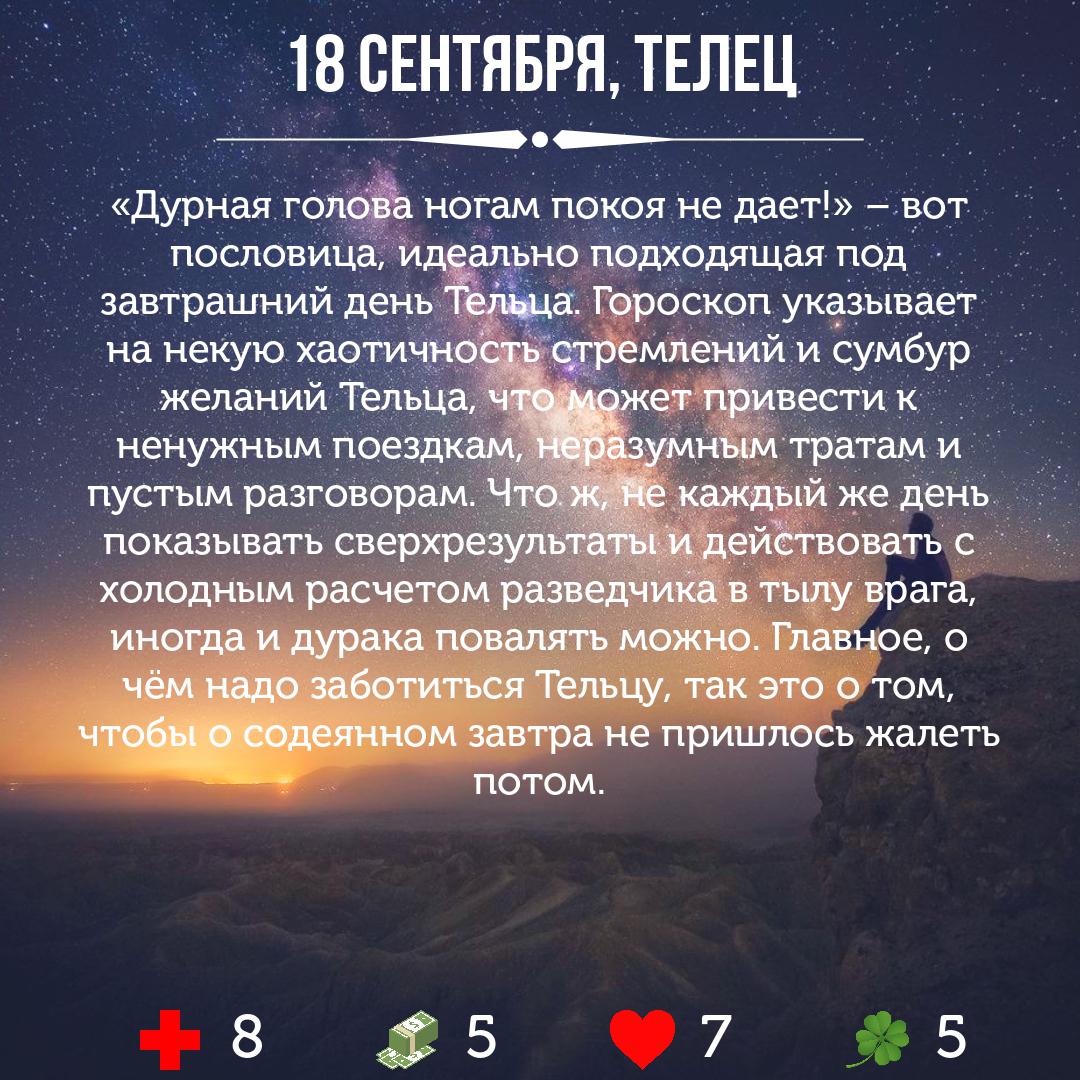 18 СЕНТЯБРЯ, ТЕЛЕЦ
«Дурная голова ногам покоя не дает!» – вот
пословица, идеально подходящая под
завтрашний день Тельца. Гороскоп указывает
на некую хаотичность стремлений и сумбур
желаний Тельца, что может привести к
ненужным поездкам, неразумным тратам и
пустым разговорам. Что ж, не каждый же день
показывать сверхрезультаты и действовать с
холодным расчетом разведчика в тылу врага,
иногда и дурака повалять можно. Главное, о
чём надо заботиться Тельцу, так это о том,
чтобы о содеянном завтра не пришлось жалеть
потом.
8 5 7 5